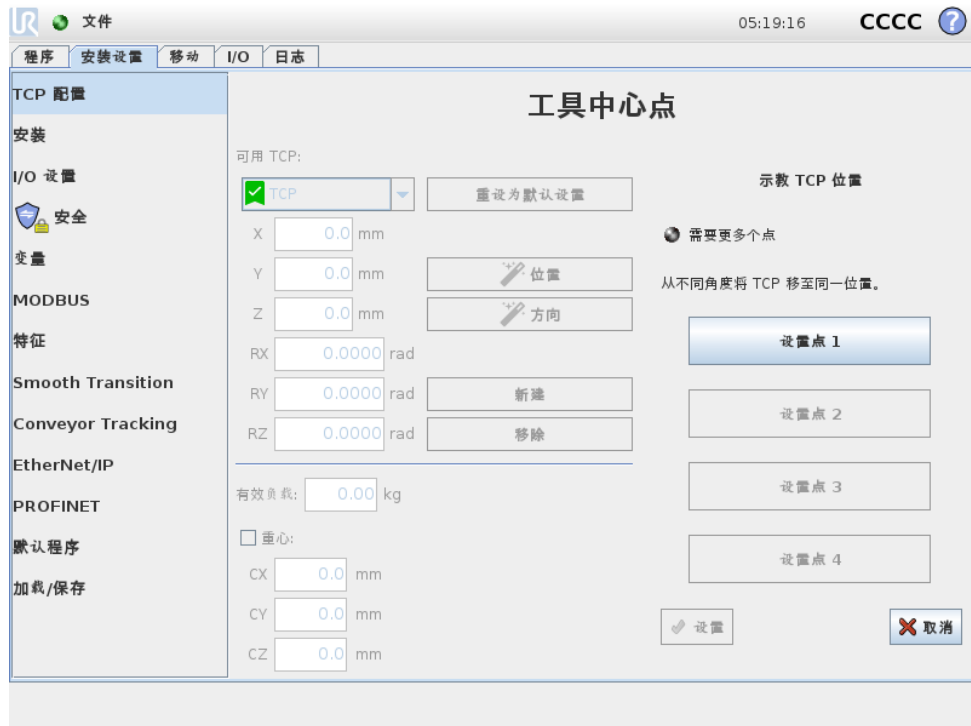 UR 文件 05:19:16 CCCC ?
程序 安装设置 移动 I/O 日志
TCP 配置
安装
I/O 设置
安全
变量
MODBUS
特征
Smooth Transition
Conveyor Tracking
EtherNet/IP
PROFINET
默认程序
加载/保存
工具中心点
可用 TCP:
TCP 重设为默认设置
X 0.0 mm
Y 0.0 mm 位置
Z 0.0 mm 方向
RX 0.0000 rad
RY 0.0000 rad 新建
RZ 0.0000 rad 移除
有效负载: 0.00 kg
重心:
CX 0.0 mm
CY 0.0 mm
CZ 0.0 mm
示教 TCP 位置
需要更多个点
从不同角度将 TCP 移至同一位置。
设置点 1
设置点 2
设置点 3
设置点 4
设置 取消